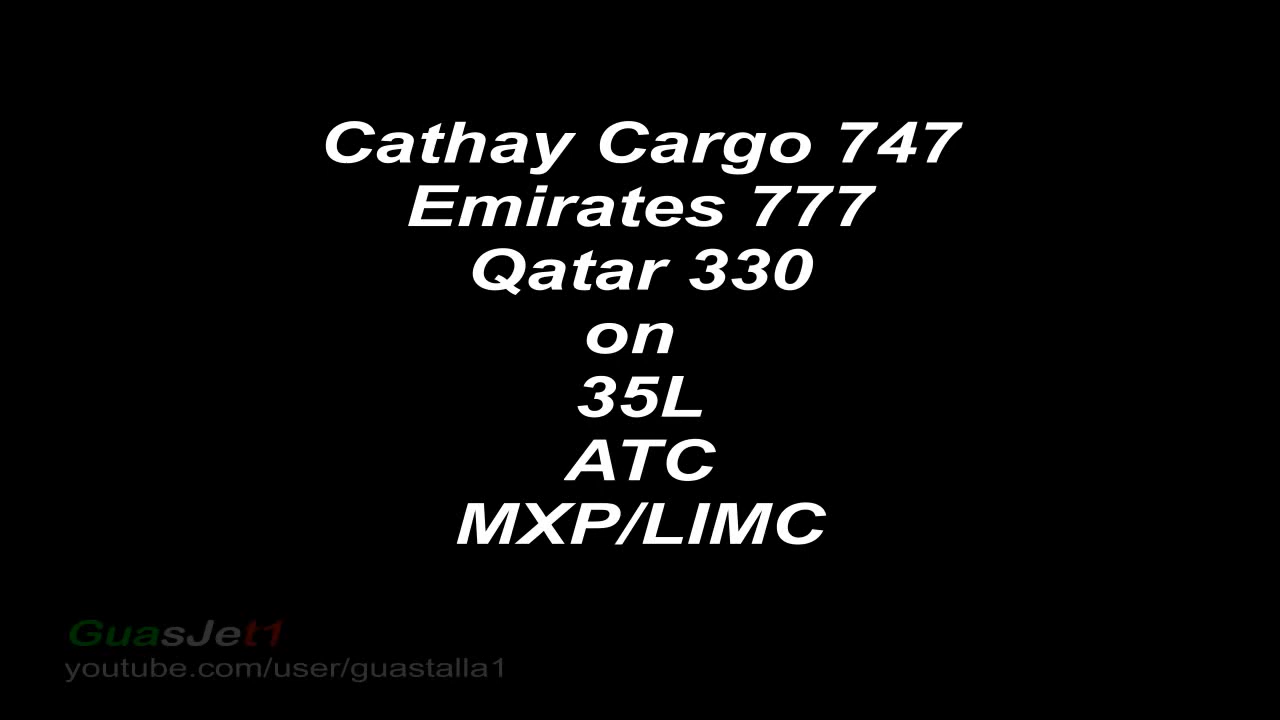 Cathay Cargo 747
Emirates 777
Qatar 330
on
35L
ATC
MXP/LIMC
GuasJet1
youtube.com/user/guastalla1